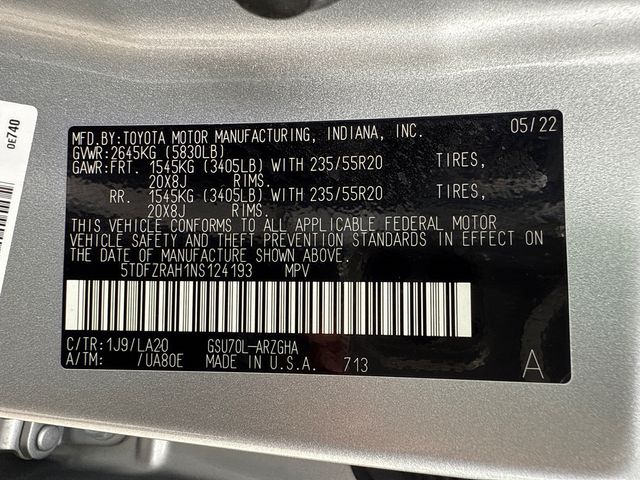 0E740
MFD.BY:TOYOTA MOTOR MANUFACTURING, INDIANA, INC. 05/22
GVWR:2645KG (5830LB)
GAWR:FRT. 1545KG (3405LB) WITH 235/55R20 TIRES,
20X8J RIMS.
RR. 1545KG (3405LB) WITH 235/55R20 TIRES,
20X8J RIMS.
THIS VEHICLE CONFORMS TO ALL APPLICABLE FEDERAL MOTOR
VEHICLE SAFETY AND THEFT PREVENTION STANDARDS IN EFFECT ON
THE DATE OF MANUFACTURE SHOWN ABOVE.
5TDFZRAH1NS124193 MPV
C/TR:1J9/LA20 GSU70L-ARZGHA
A/TM: /UA80E MADE IN U.S.A. 713 A